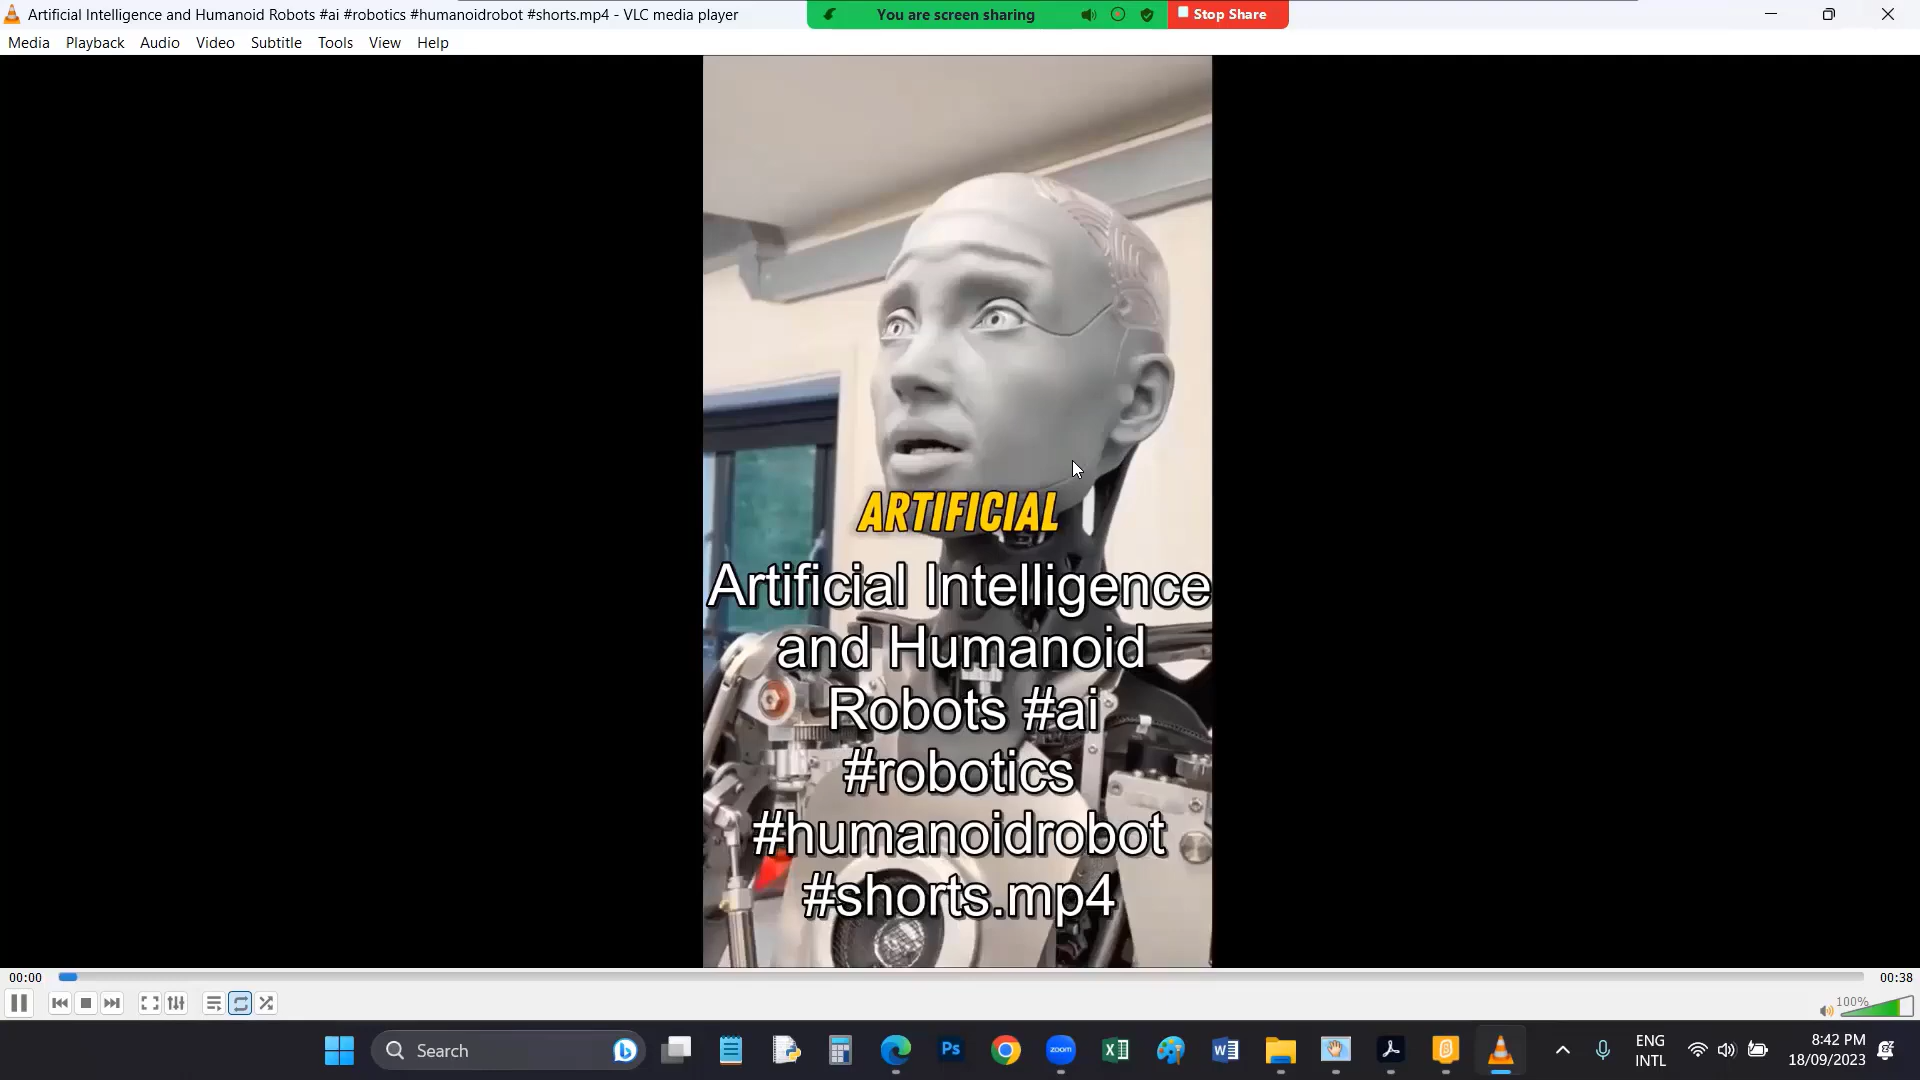 Artificial Intelligence and Humanoid Robots #ai #robotics #humanoidrobot #shorts.mp4 - VLC media player
You are screen sharing
Stop Share
Media Playback Audio Video Subtitle Tools View Help
ARTIFICIAL
Artificial Intelligence
and Humanoid
Robots #ai
#robotics
#humanoidrobot
#shorts.mp4
00:00
00:38
100%
Search
Ps
zoom
ENG
INTL
8:42 PM
18/09/2023